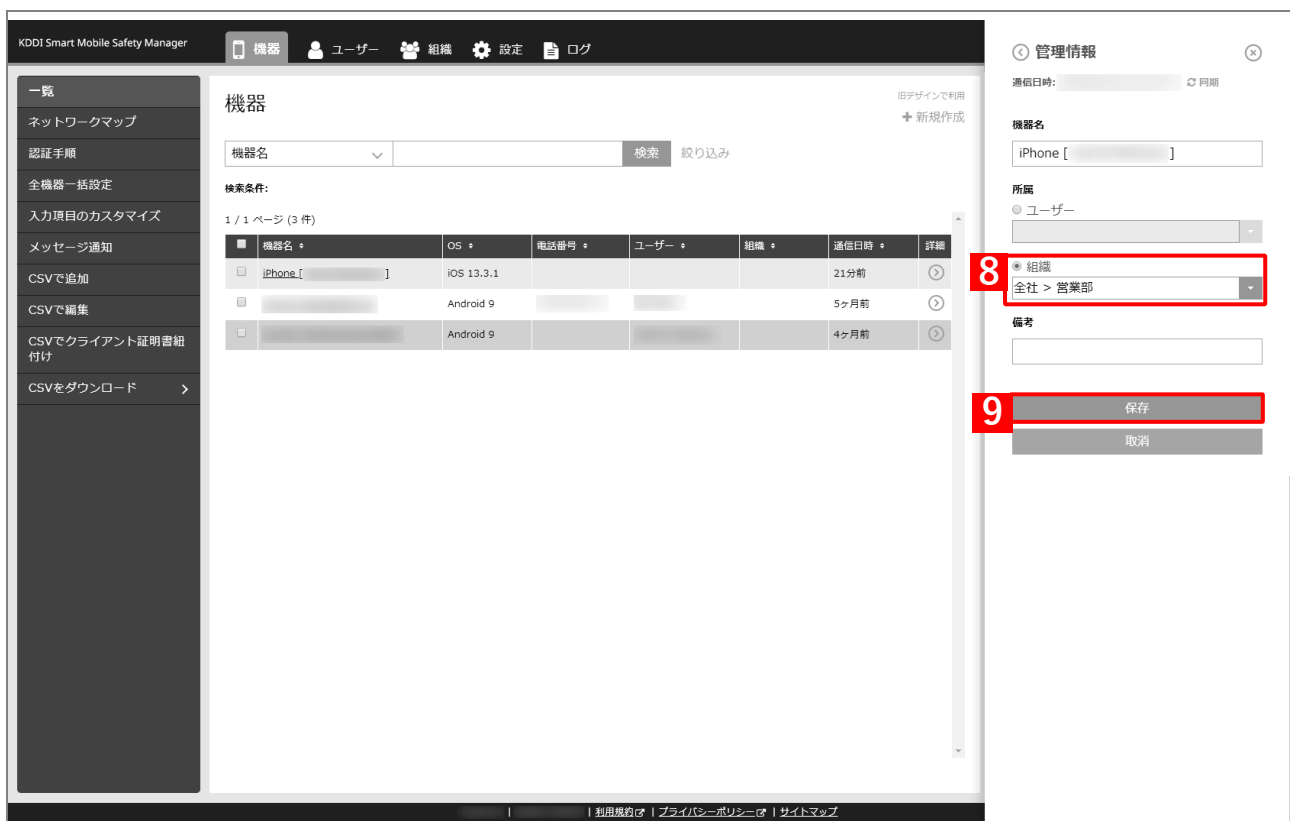 KDDI Smart Mobile Safety Manager
機器
ユーザー
組織
設定
ログ
一覧
ネットワークマップ
認証手順
全機器一括設定
入力項目のカスタマイズ
メッセージ通知
CSVで追加
CSVで編集
CSVでクライアント証明書紐
付け
CSVをダウンロード
機器
旧デザインで利用
+ 新規作成
機器名
検索
絞り込み
検索条件:
1 / 1 ページ (3 件)
機器名 OS 電話番号 ユーザー 組織 通信日時 詳細
iPhone [ ] iOS 13.3.1 21分前
Android 9 5ヶ月前
Android 9 4ヶ月前
| | 利用規約 | プライバシーポリシー | サイトマップ
管理情報
通信日時: 同期
機器名
iPhone [ ]
所属
ユーザー
8
組織
全社 > 営業部
備考
9
保存
取消